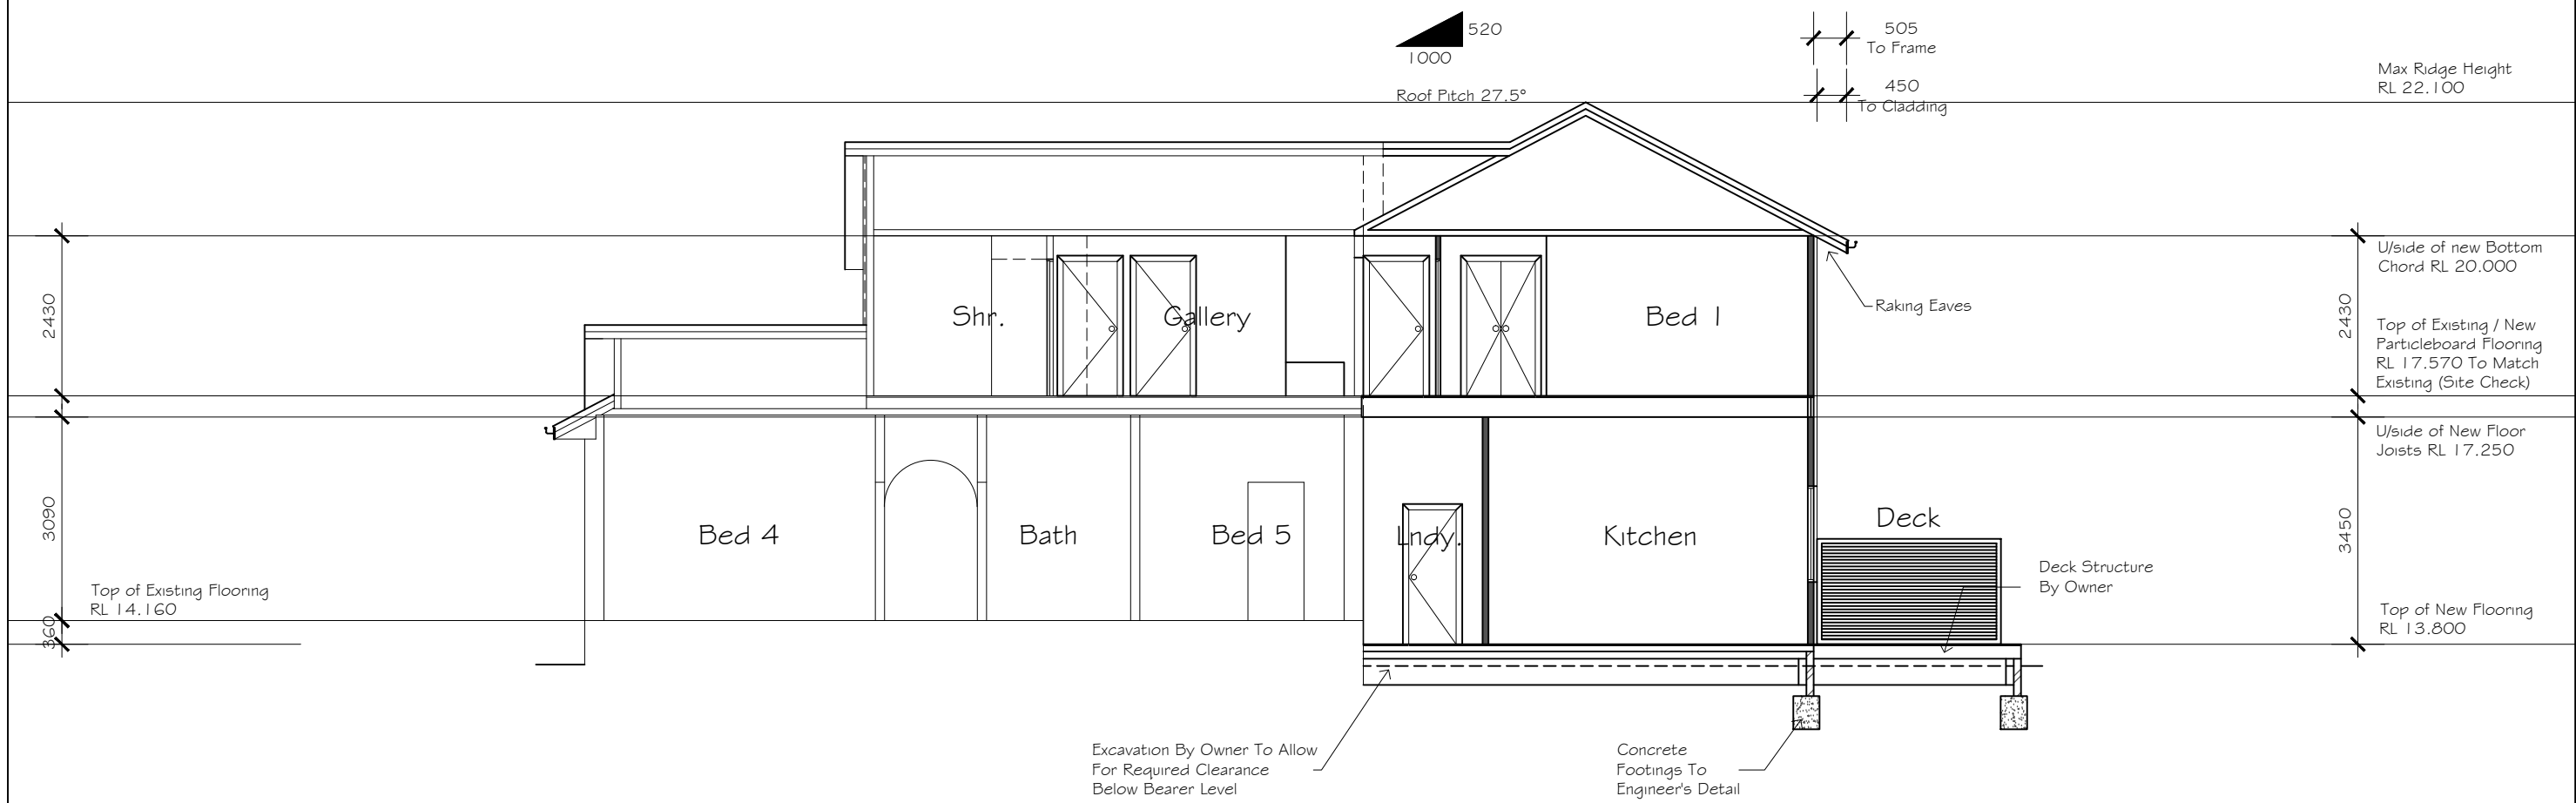 520
1000
Roof Pitch 27.5°
505
To Frame
450
To Cladding
Max Ridge Height
RL 22.100
U/side of new Bottom
Chord RL 20.000
Raking Eaves
2430
2430
Shr.
Gallery
Bed 1
Top of Existing / New
Particleboard Flooring
RL 17.570 To Match
Existing (Site Check)
U/side of New Floor
Joists RL 17.250
3090
3450
Bed 4
Bath
Bed 5
Lndy.
Kitchen
Deck
Deck Structure
By Owner
Top of Existing Flooring
RL 14.160
Top of New Flooring
RL 13.800
360
Excavation By Owner To Allow
For Required Clearance
Below Bearer Level
Concrete
Footings To
Engineer's Detail